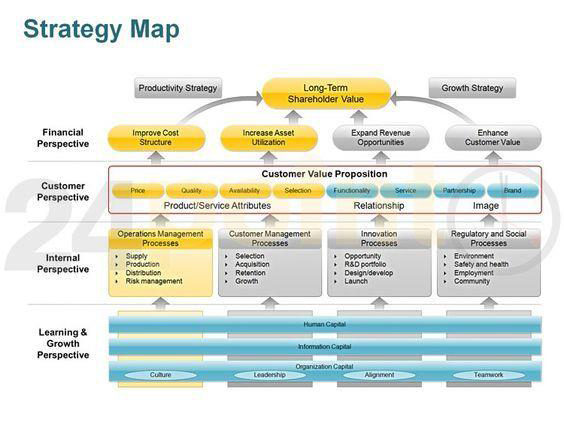 Strategy Map
Productivity Strategy
Long-Term
Shareholder Value
Growth Strategy
Financial
Perspective
Improve Cost
Structure
Increase Asset
Utilization
Expand Revenue
Opportunities
Enhance
Customer Value
Customer
Perspective
Customer Value Proposition
Price
Quality
Availability
Selection
Functionality
Service
Partnership
Brand
Product/Service Attributes
Relationship
Image
Internal
Perspective
Operations Management
Processes
Supply
Production
Distribution
Risk management
Customer Management
Processes
Selection
Acquisition
Retention
Growth
Innovation
Processes
Opportunity
R&D portfolio
Design/develop
Launch
Regulatory and Social
Processes
Environment
Safety and health
Employment
Community
Learning &
Growth
Perspective
Human Capital
Information Capital
Organization Capital
Culture
Leadership
Alignment
Teamwork